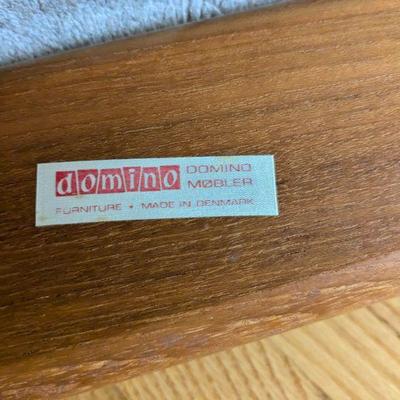 domino DOMINO
MØBLER
FURNITURE • MADE IN DENMARK